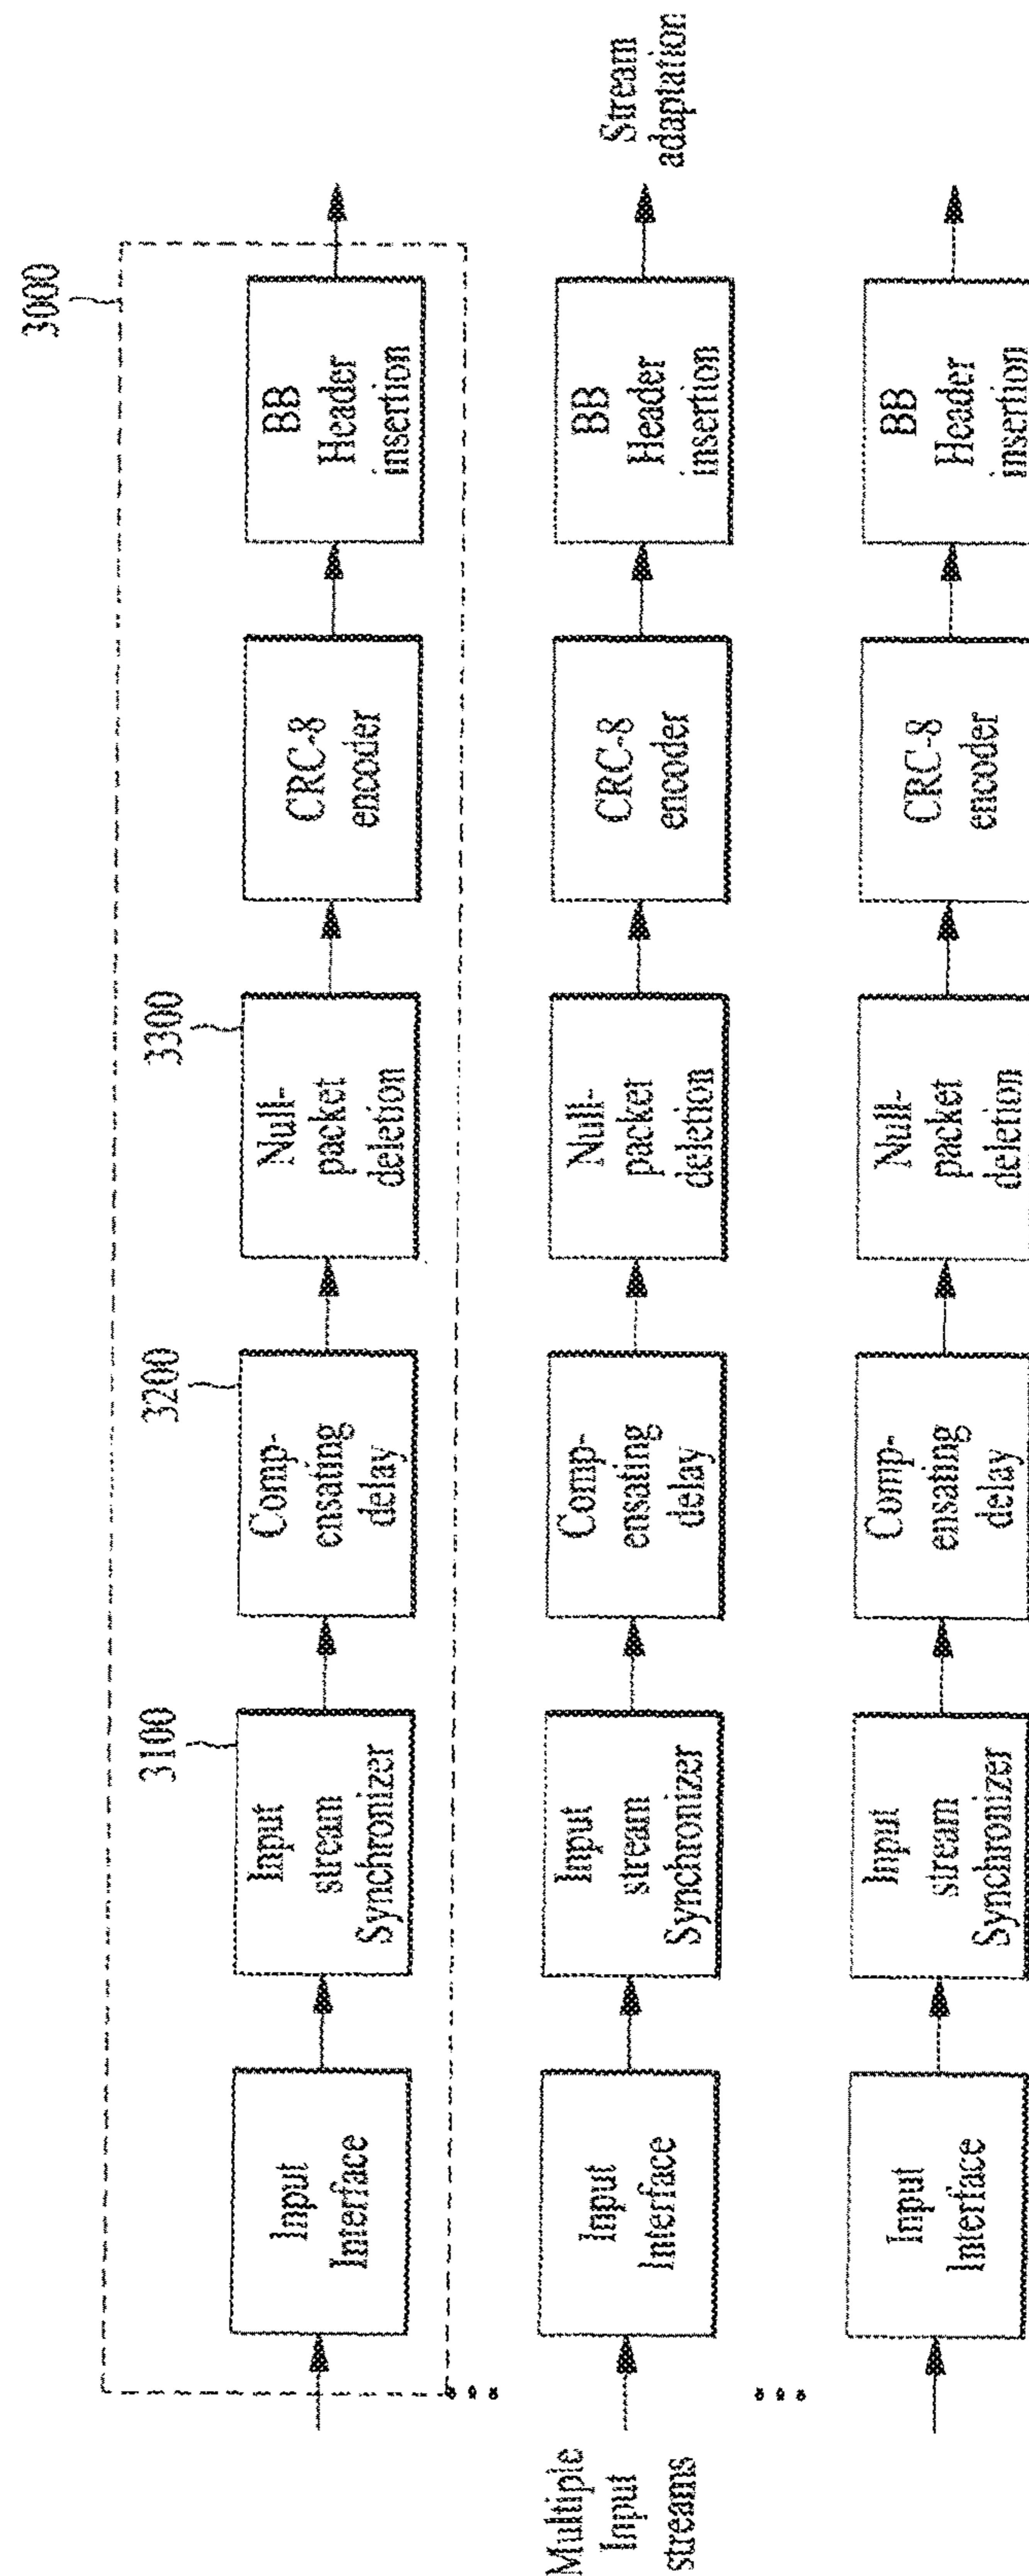 3000
3100
3200
3300
Input
Interface
Input
stream
Synchronizer
Comp-
ensating
delay
Null-
packet
deletion
CRC-8
encoder
BB
Header
insertion
Multiple
Input
streams
Input
Interface
Input
stream
Synchronizer
Comp-
ensating
delay
Null-
packet
deletion
CRC-8
encoder
BB
Header
insertion
Stream
adaptation
Input
Interface
Input
stream
Synchronizer
Comp-
ensating
delay
Null-
packet
deletion
CRC-8
encoder
BB
Header
insertion